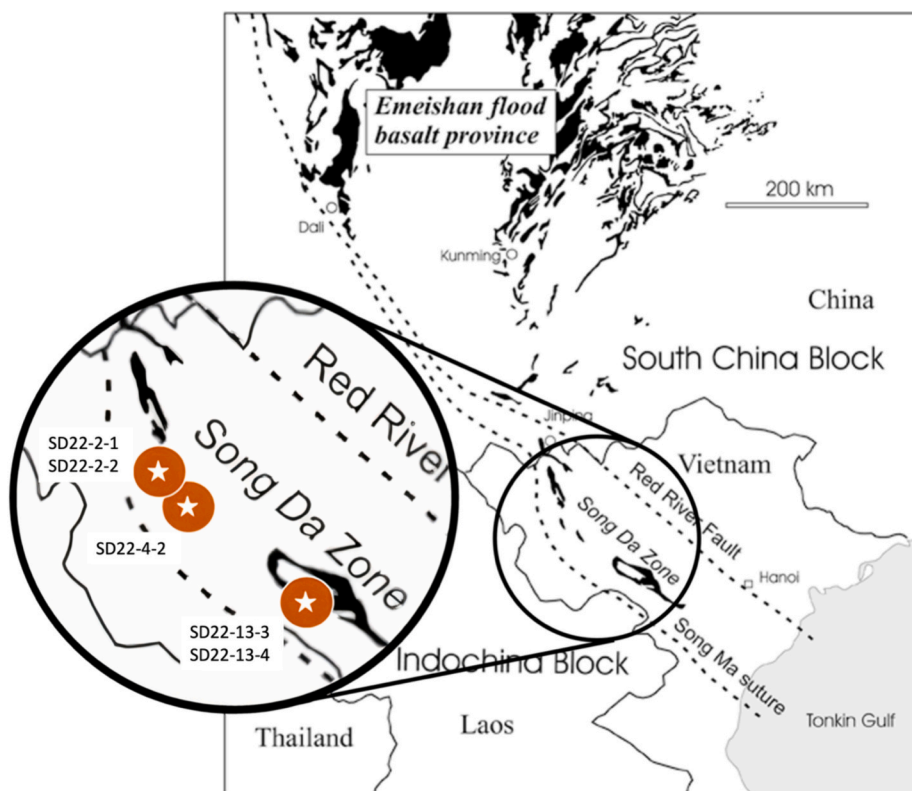 Emeishan flood
basalt province
200 km
Dali
Kunming
China
South China Block
Jinping
Vietnam
Red River Fault
Song Da Zone
Hanoi
Song Ma suture
Indochina Block
Tonkin Gulf
Thailand
Laos
Red River
Song Da Zone
SD22-2-1
SD22-2-2
SD22-4-2
SD22-13-3
SD22-13-4